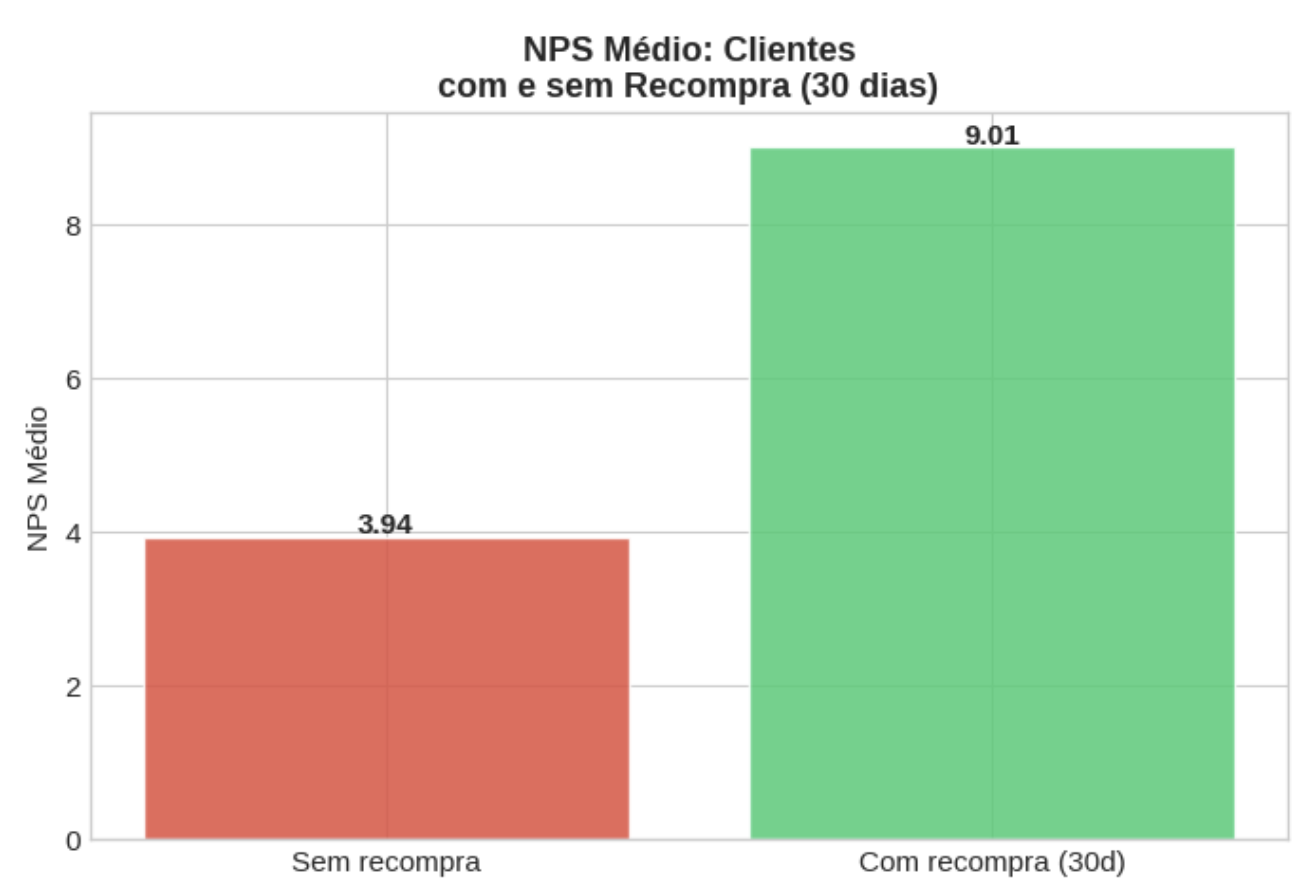 NPS Médio: Clientes
com e sem Recompra (30 dias)
NPS Médio
8
6
4
2
0
3.94
9.01
Sem recompra
Com recompra (30d)